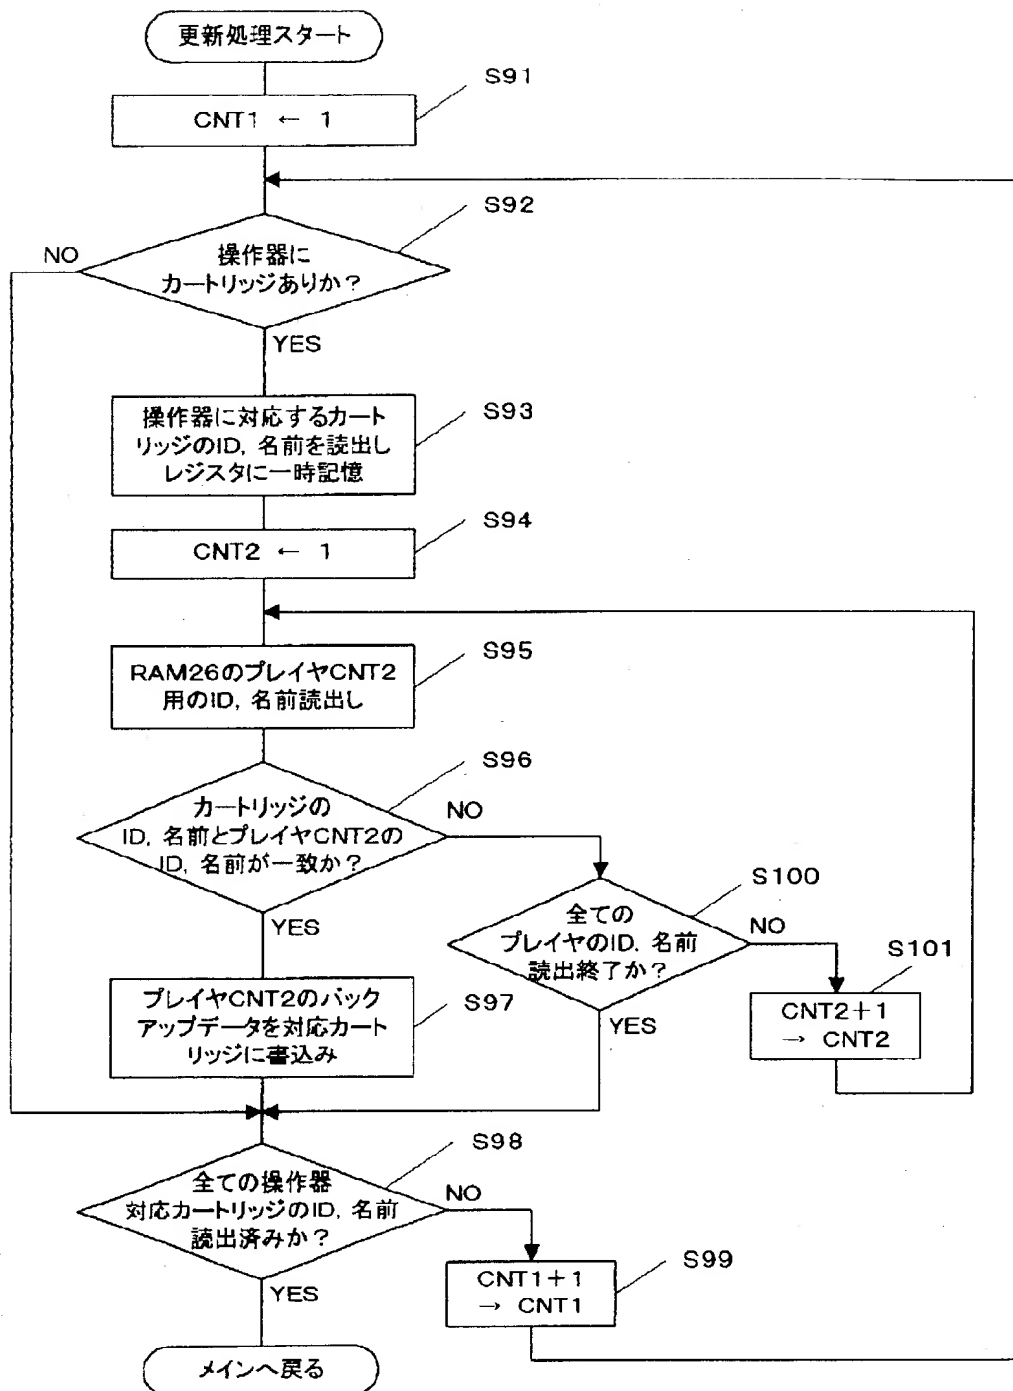 更新処理スタート
S91
CNT1 ← 1
S92
NO
操作器に
カートリッジありか？
YES
S93
操作器に対応するカート
リッジのID, 名前を読出し
レジスタに一時記憶
S94
CNT2 ← 1
S95
RAM26のプレイヤCNT2
用のID, 名前読出し
S96
カートリッジの
ID, 名前とプレイヤCNT2の
ID, 名前が一致か？
NO
YES
S100
全ての
プレイヤのID, 名前
読出終了か？
NO
YES
S101
CNT2+1
→ CNT2
S97
プレイヤCNT2のバック
アップデータを対応カート
リッジに書込み
S98
全ての操作器
対応カートリッジのID, 名前
読出済みか？
NO
YES
S99
CNT1+1
→ CNT1
メインへ戻る